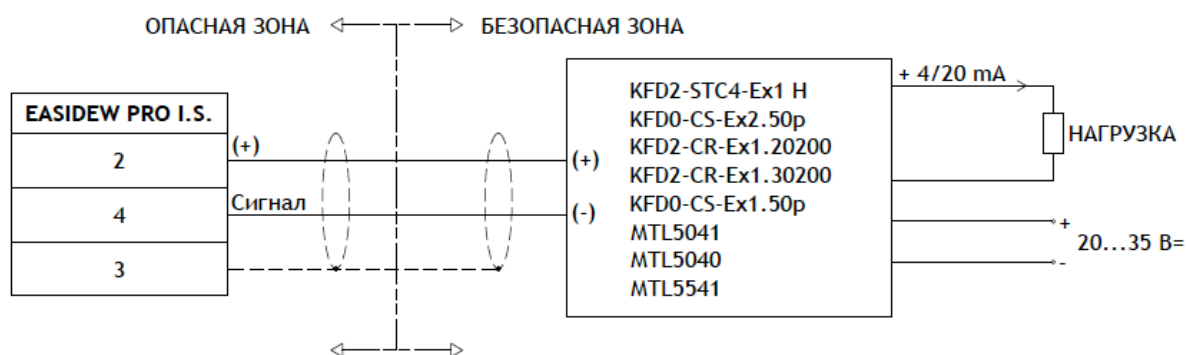 ОПАСНАЯ ЗОНА
БЕЗОПАСНАЯ ЗОНА
EASIDEW PRO I.S.
2
4
3
(+)
Сигнал
(+)
(-)
KFD2-STC4-Ex1 H
KFD0-CS-Ex2.50p
KFD2-CR-Ex1.20200
KFD2-CR-Ex1.30200
KFD0-CS-Ex1.50p
MTL5041
MTL5040
MTL5541
+ 4/20 mA
НАГРУЗКА
+
20...35 В=
-